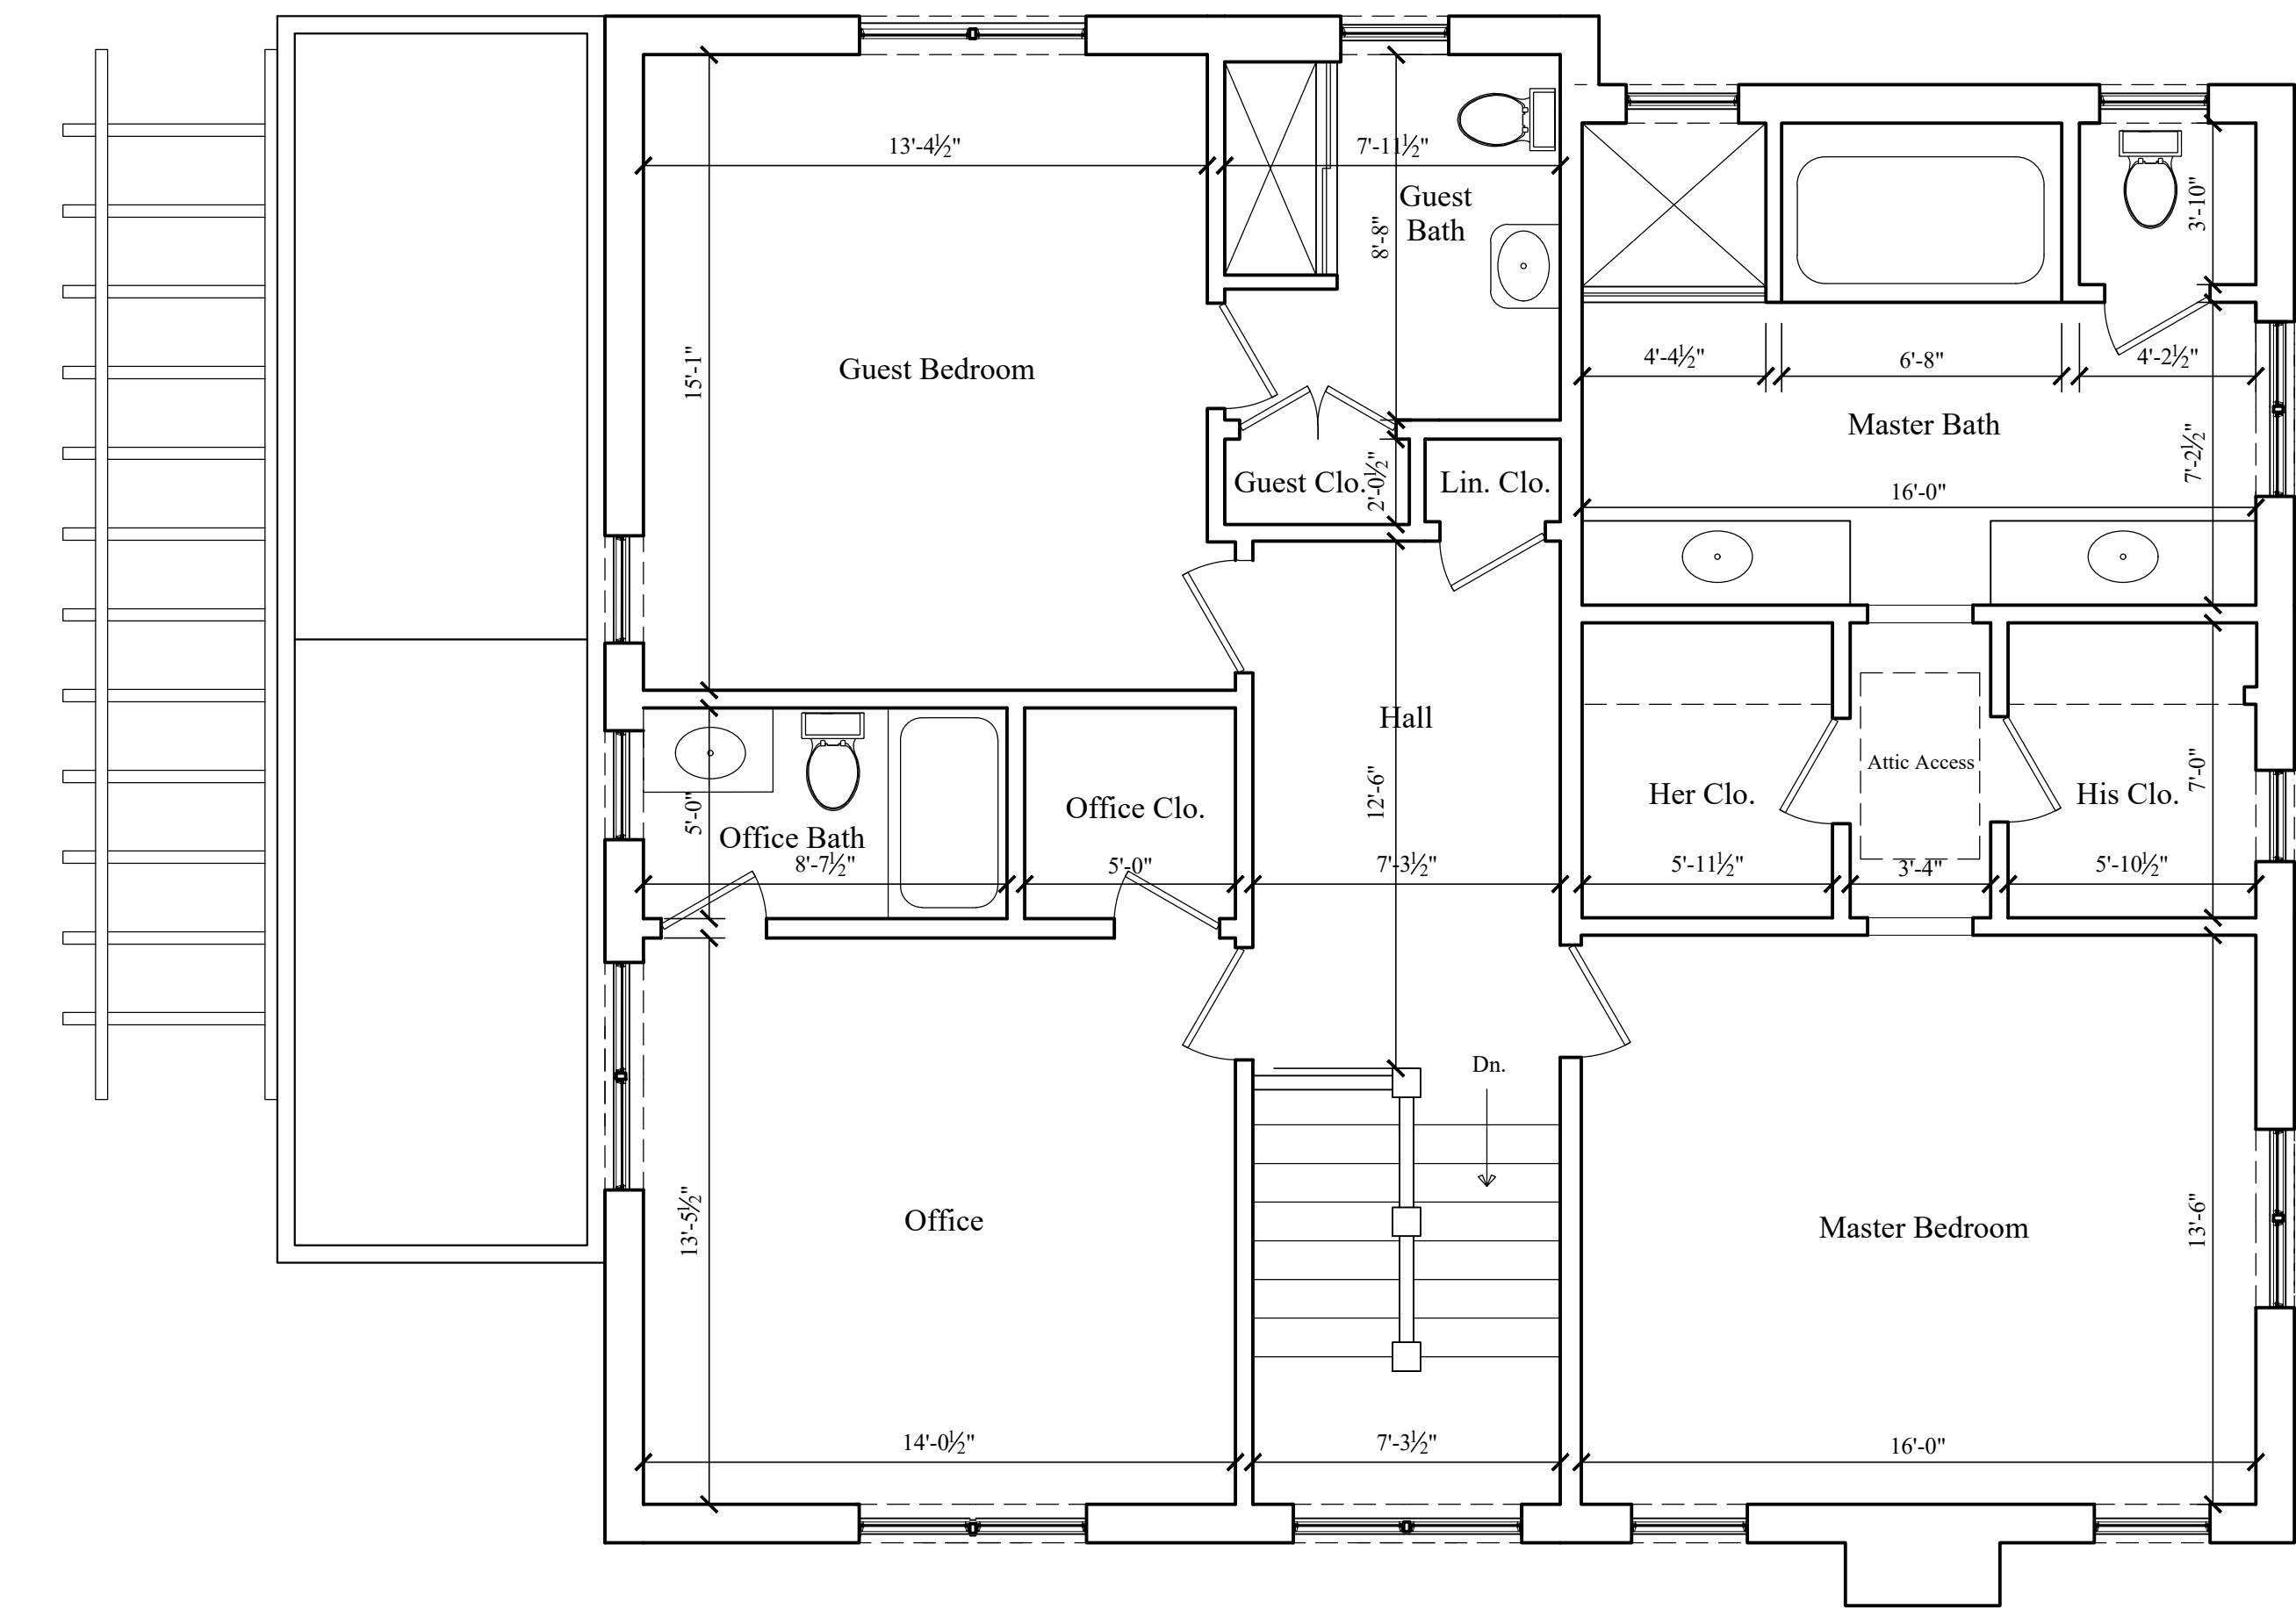 13'-4½"
7'-11½"
Guest
Bath
8'-8"
3'-10"
15'-1"
Guest Bedroom
4'-4½"
6'-8"
4'-2½"
Master Bath
7'-2½"
Guest Clo.
2'-0½"
Lin. Clo.
16'-0"
Hall
Attic Access
7'-0"
Her Clo.
His Clo.
12'-6"
5'-0"
Office Clo.
Office Bath
8'-7½"
5'-0"
7'-3½"
5'-11½"
3'-4"
5'-10½"
Dn.
13'-5½"
Office
Master Bedroom
13'-6"
14'-0½"
7'-3½"
16'-0"